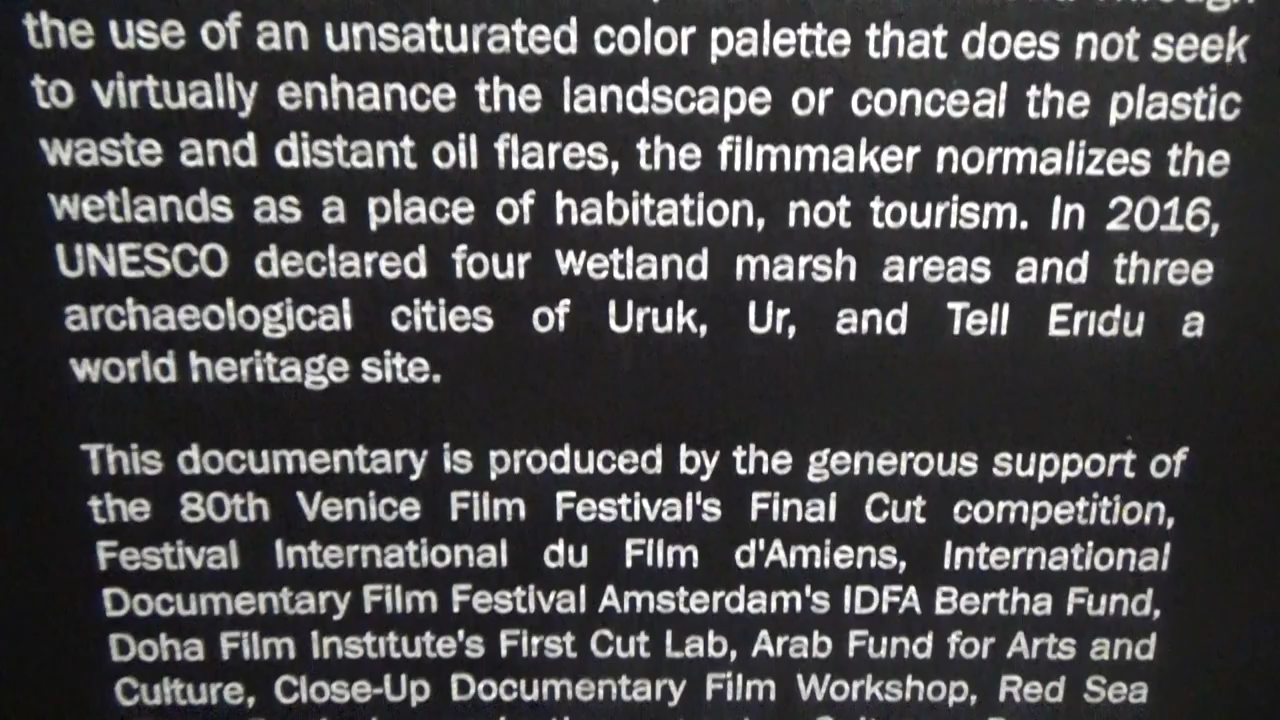 the use of an unsaturated color palette that does not seek
to virtually enhance the landscape or conceal the plastic
waste and distant oil flares, the filmmaker normalizes the
wetlands as a place of habitation, not tourism. In 2016,
UNESCO declared four wetland marsh areas and three
archaeological cities of Uruk, Ur, and Tell Eridu a
world heritage site.
This documentary is produced by the generous support of
the 80th Venice Film Festival's Final Cut competition,
Festival International du Film d'Amiens, International
Documentary Film Festival Amsterdam's IDFA Bertha Fund,
Doha Film Institute's First Cut Lab, Arab Fund for Arts and
Culture, Close-Up Documentary Film Workshop, Red Sea